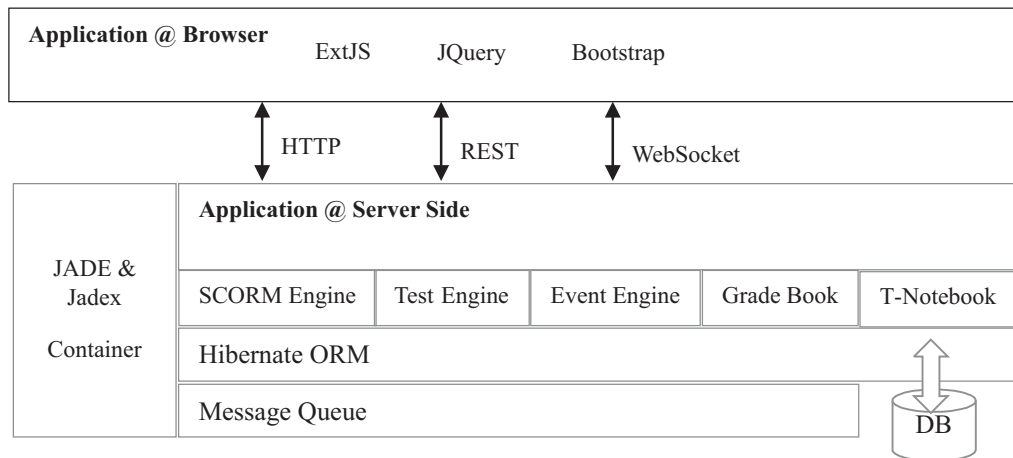 Application @ Browser
ExtJS JQuery Bootstrap
HTTP REST WebSocket
Application @ Server Side
JADE &
Jadex
Container
SCORM Engine Test Engine Event Engine Grade Book T-Notebook
Hibernate ORM
Message Queue
DB